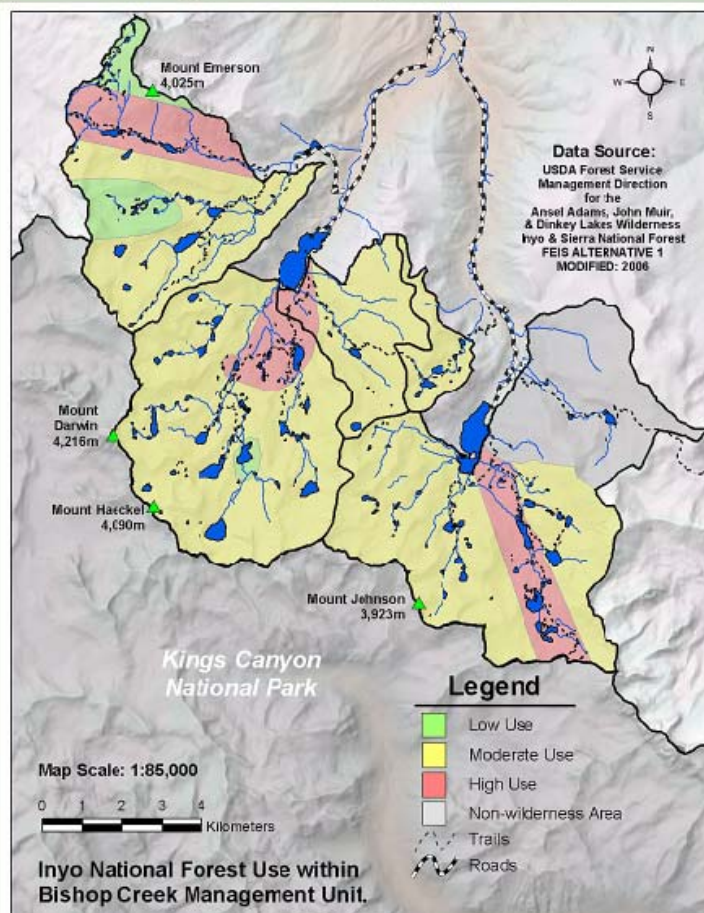 Mount Emerson
4,025m
N
W
E
S
Data Source:
USDA Forest Service
Management Direction
for the
Ansel Adams, John Muir,
& Dinkey Lakes Wilderness
Inyo & Sierra National Forest
FEIS ALTERNATIVE 1
MODIFIED: 2006
Mount
Darwin
4,216m
Mount Haeckel
4,090m
Mount Johnson
3,923m
Kings Canyon
National Park
Legend
Low Use
Moderate Use
High Use
Non-wilderness Area
Trails
Roads
Map Scale: 1:85,000
0 1 2 3 4
Kilometers
Inyo National Forest Use within
Bishop Creek Management Unit.